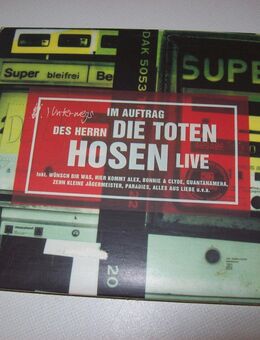 DAK 5053
Super bleifrei Be
SUPE
Unterwegs
IM AUFTRAG
DES HERRN DIE TOTEN
HOSEN LIVE
Inkl. WÜNSCH DIR WAS, HIER KOMMT ALEX, BONNIE & CLYDE, GUANTANAMERA,
ZEHN KLEINE JÄGERMEISTER, PARADIES, ALLES AUS LIEBE u.v.a.
20